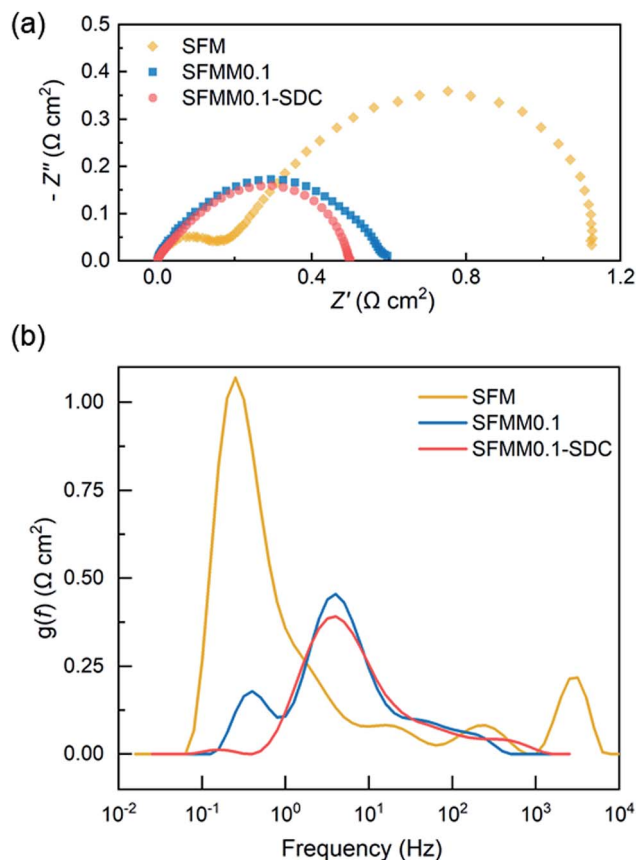 (a)
SFM
SFMM0.1
SFMM0.1-SDC
- Z″ (Ω cm²)
0.5
0.4
0.3
0.2
0.1
0.0
0.0 0.4 0.8 1.2
Z′ (Ω cm²)
(b)
SFM
SFMM0.1
SFMM0.1-SDC
g(f) (Ω cm²)
1.00
0.75
0.50
0.25
0.00
10⁻² 10⁻¹ 10⁰ 10¹ 10² 10³ 10⁴
Frequency (Hz)